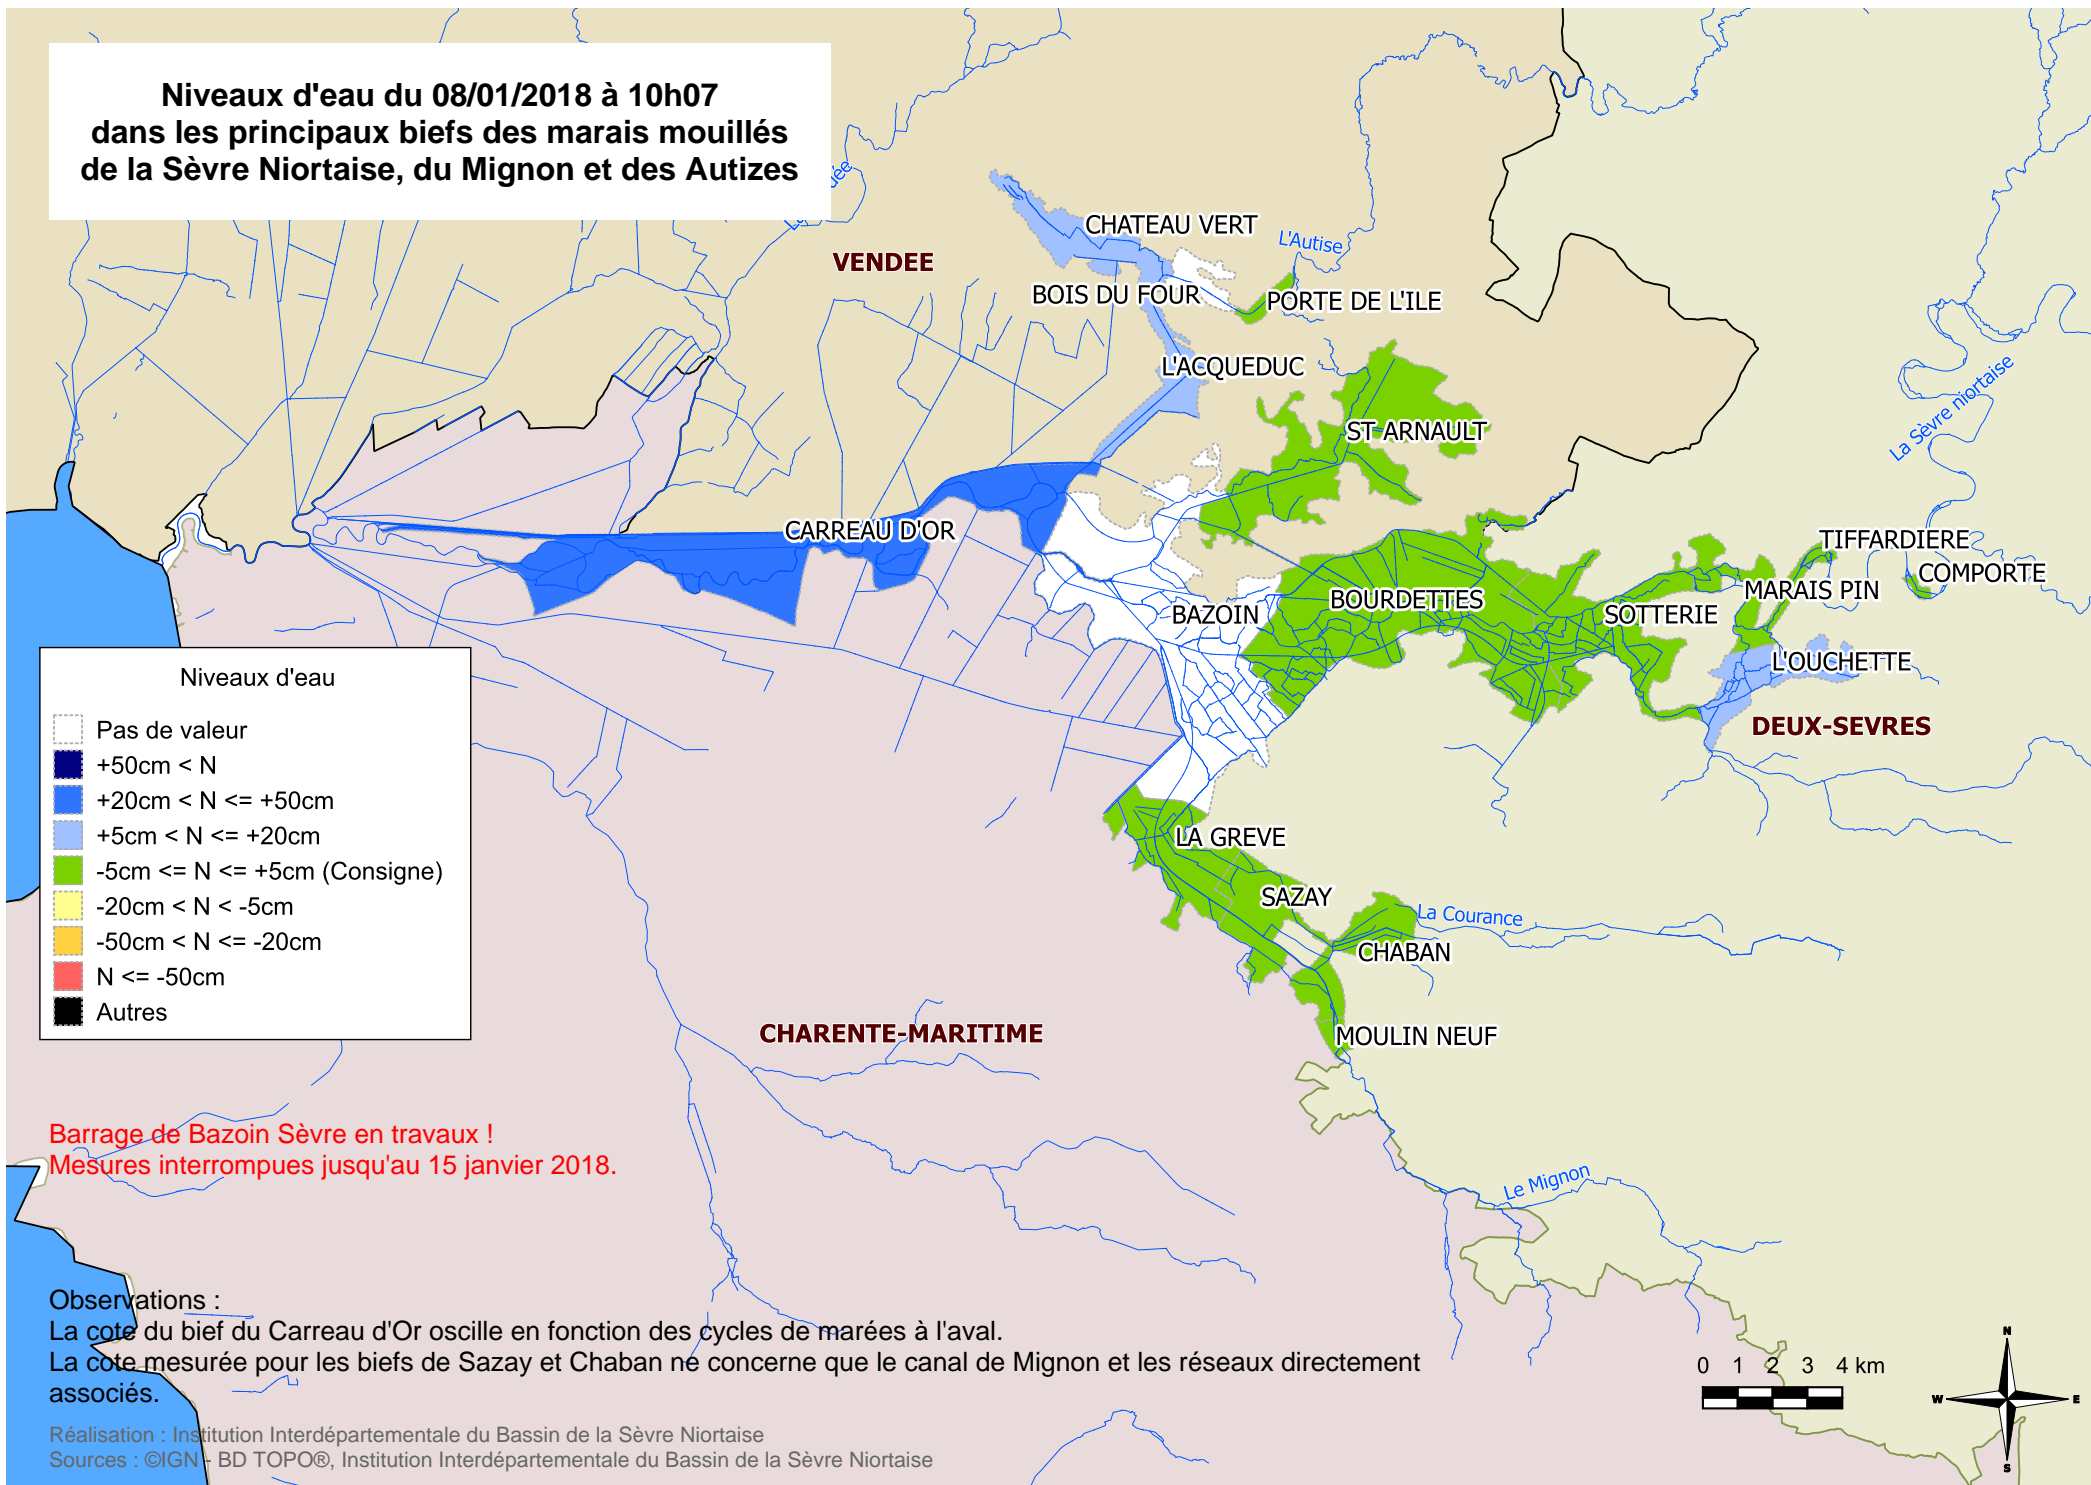 Niveaux d'eau du 08/01/2018 à 10h07
dans les principaux biefs des marais mouillés
de la Sèvre Niortaise, du Mignon et des Autizes
CHATEAU VERT
L'Autise
VENDEE
BOIS DU FOUR
PORTE DE L'ILE
L'ACQUEDUC
La Sèvre niortaise
ST ARNAULT
CARREAU D'OR
TIFFARDIERE
COMPORTE
MARAIS PIN
BOURDETTES
SOTTERIE
BAZOIN
L'OUCHETTE
DEUX-SEVRES
Niveaux d'eau
Pas de valeur
+50cm < N
+20cm < N <= +50cm
+5cm < N <= +20cm
-5cm <= N <= +5cm (Consigne)
-20cm < N < -5cm
-50cm < N <= -20cm
N <= -50cm
Autres
LA GREVE
SAZAY
La Courance
CHABAN
CHARENTE-MARITIME
MOULIN NEUF
Barrage de Bazoin Sèvre en travaux !
Mesures interrompues jusqu'au 15 janvier 2018.
Le Mignon
Observations :
La cote du bief du Carreau d'Or oscille en fonction des cycles de marées à l'aval.
La cote mesurée pour les biefs de Sazay et Chaban ne concerne que le canal de Mignon et les réseaux directement
associés.
0 1 2 3 4 km
N
W E
S
Réalisation : Institution Interdépartementale du Bassin de la Sèvre Niortaise
Sources : ©IGN - BD TOPO®, Institution Interdépartementale du Bassin de la Sèvre Niortaise